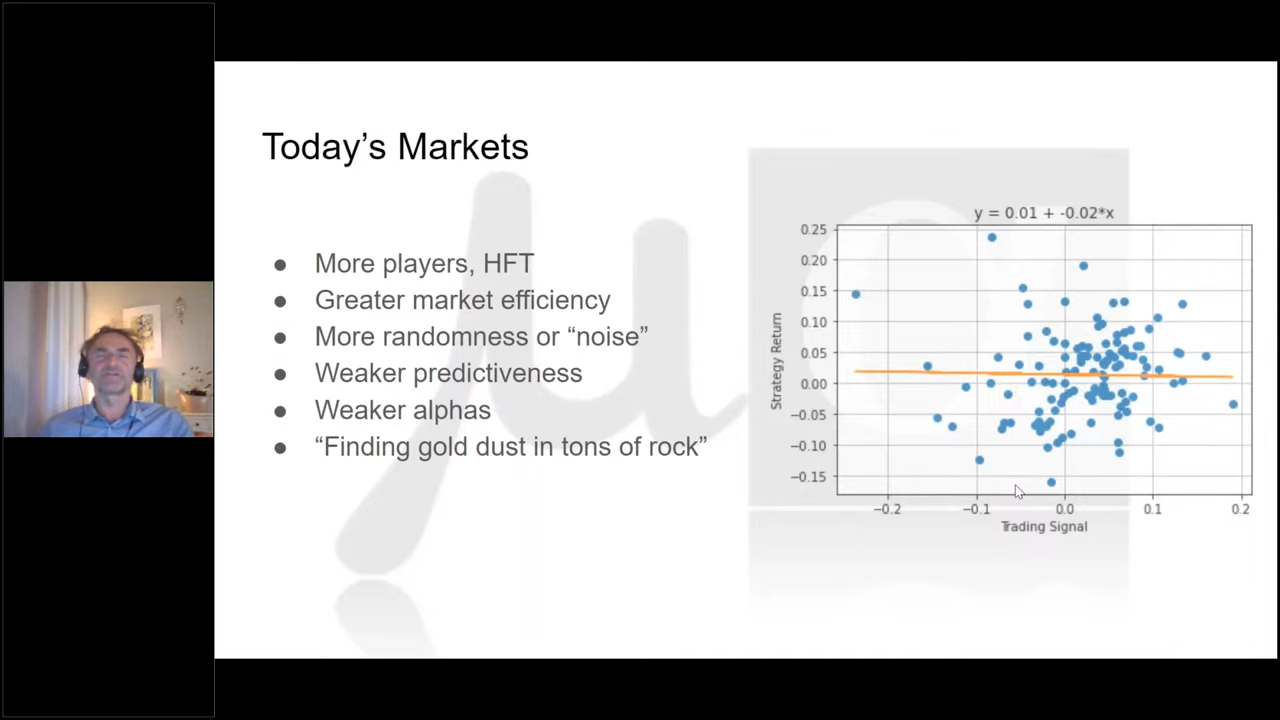 Today’s Markets
● More players, HFT
● Greater market efficiency
● More randomness or “noise”
● Weaker predictiveness
● Weaker alphas
● “Finding gold dust in tons of rock”
y = 0.01 + -0.02*x
0.25
0.20
0.15
0.10
0.05
0.00
−0.05
−0.10
−0.15
Strategy Return
−0.2 −0.1 0.0 0.1 0.2
Trading Signal